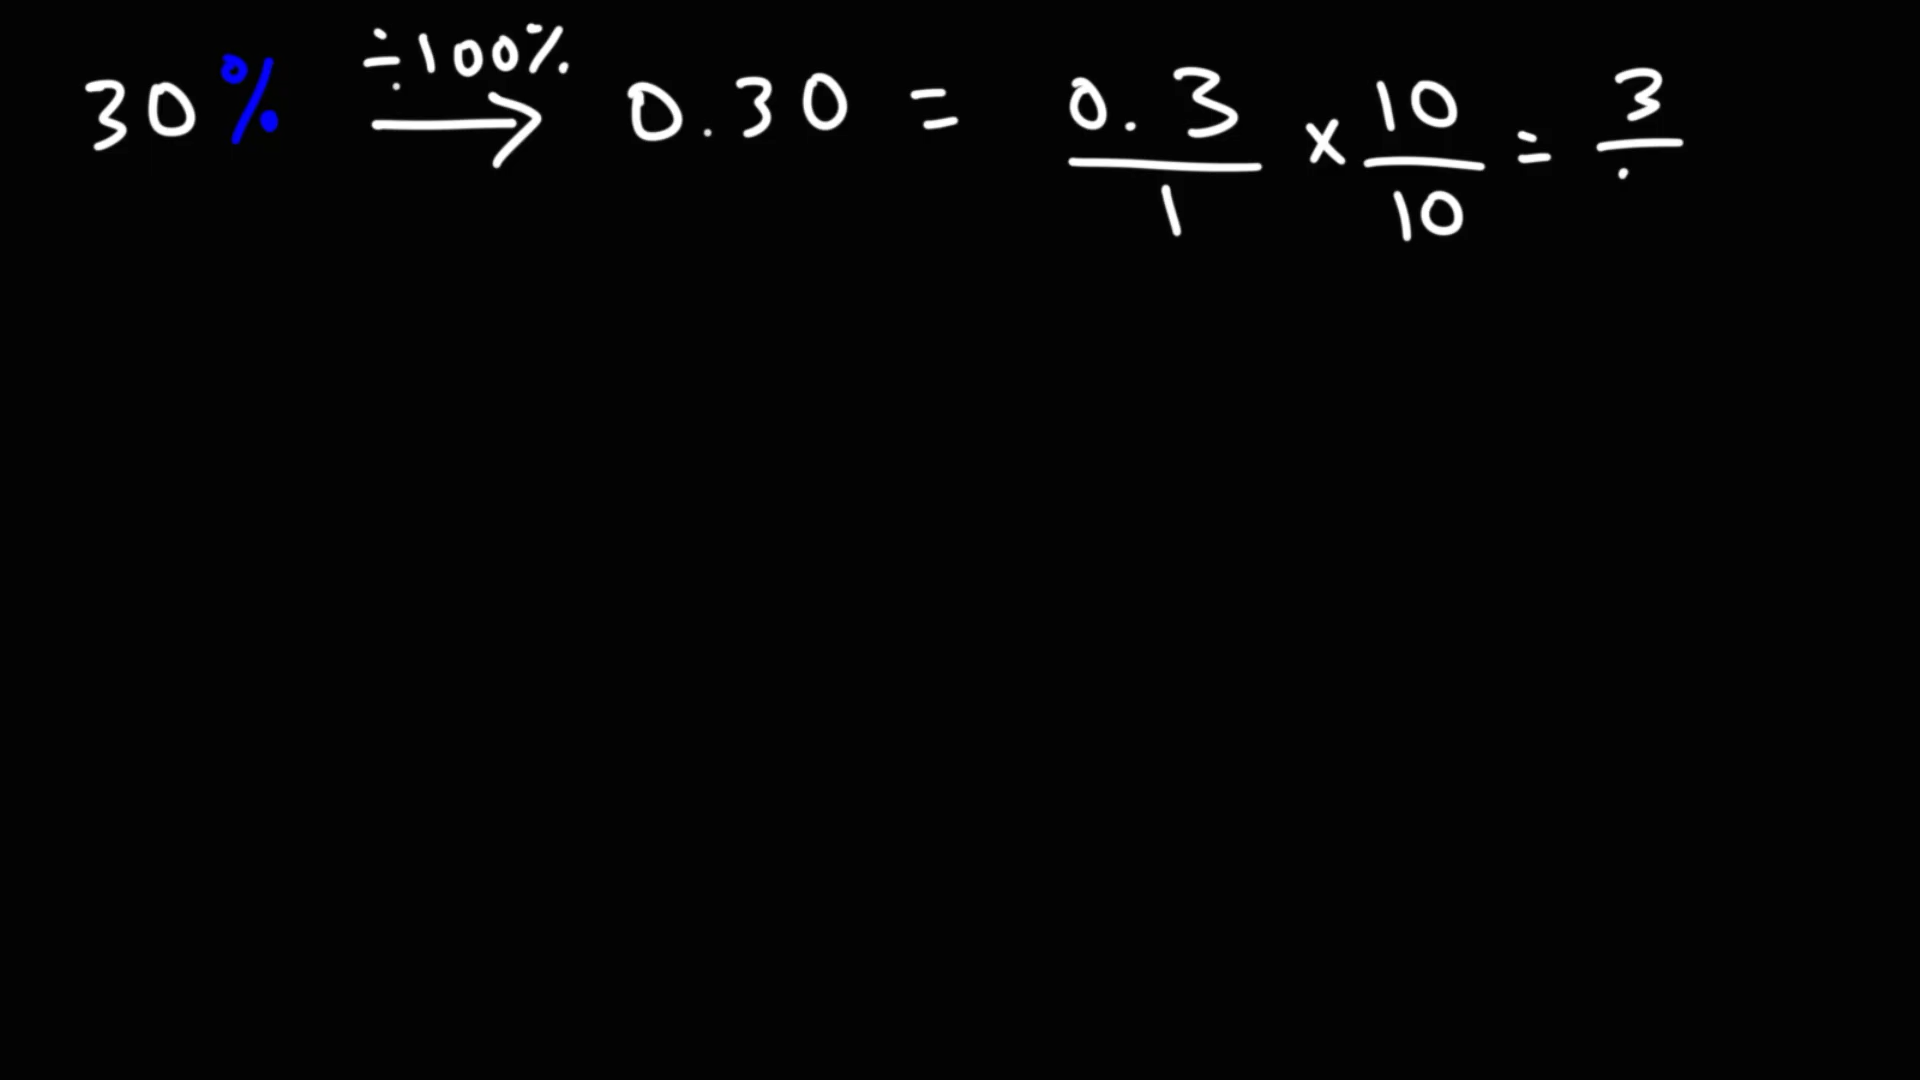 30% ÷100% → 0.30 = 0.3/1 × 10/10 = 3/